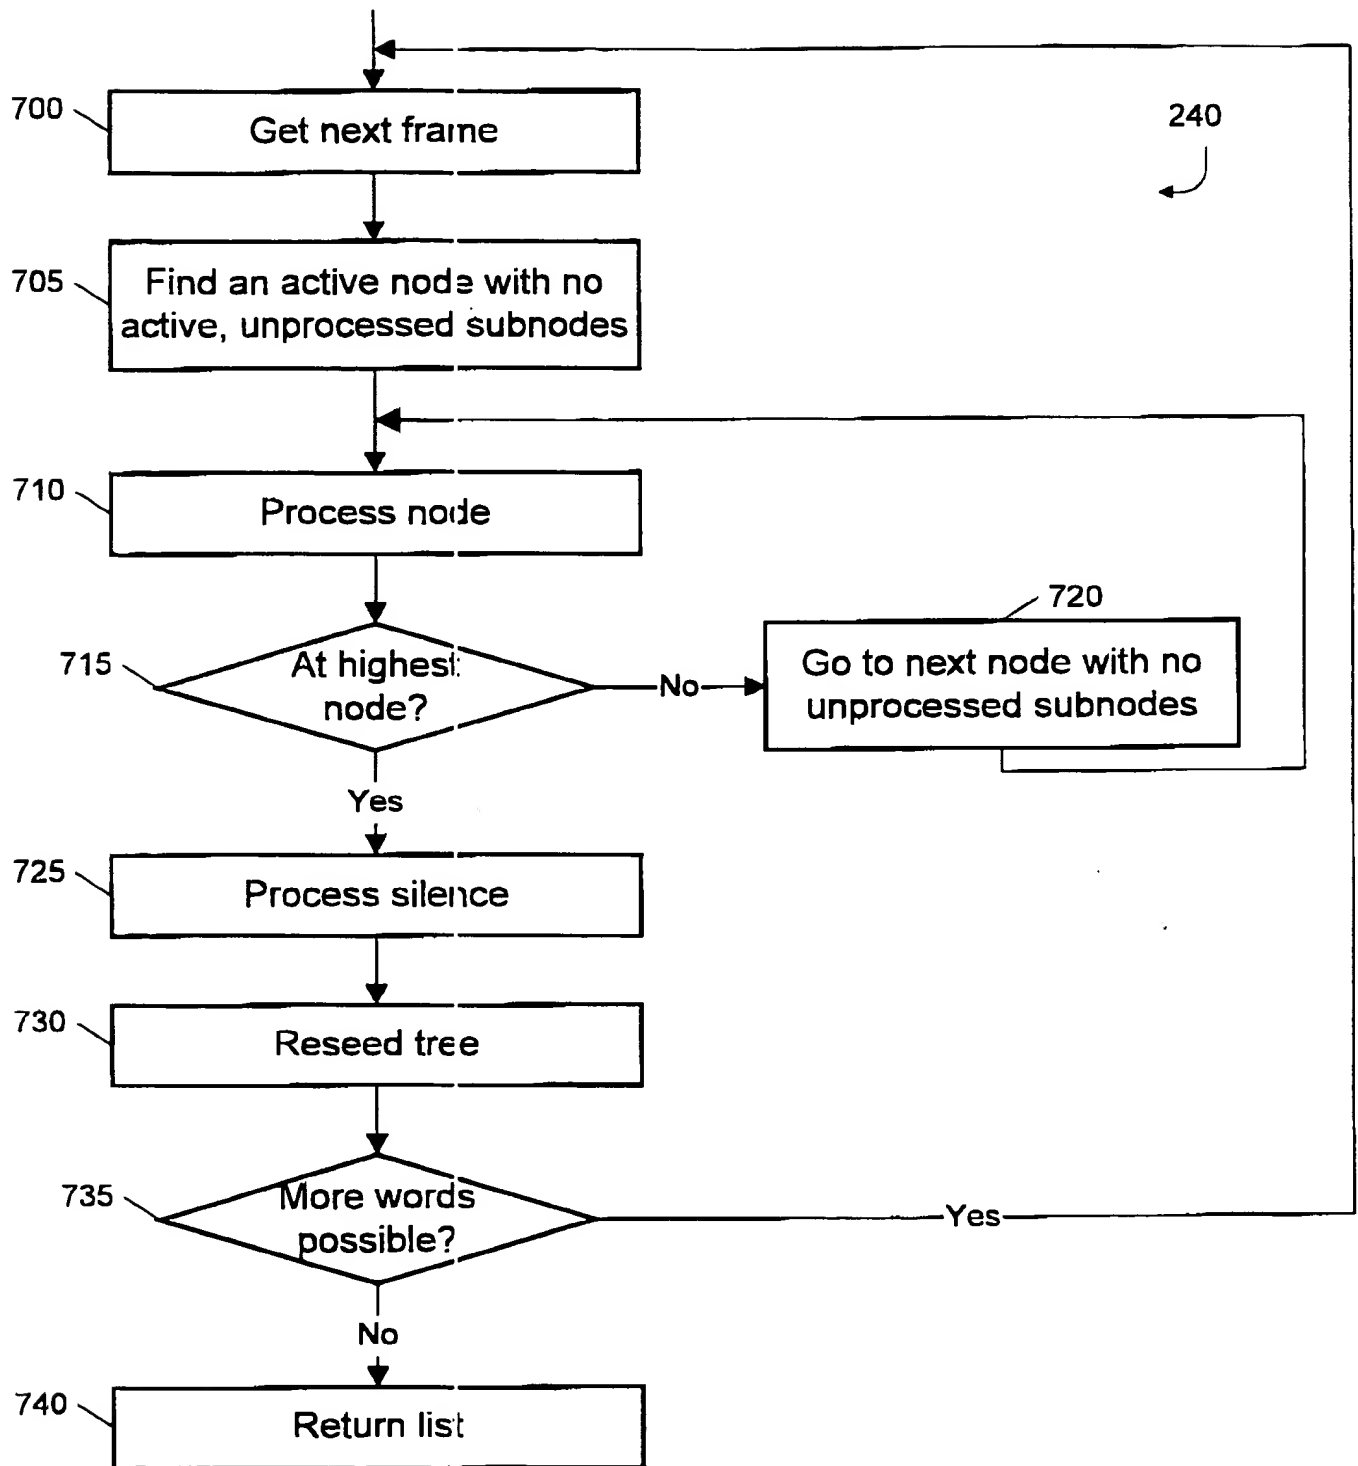 700
Get next frame
240
705
Find an active node with no
active, unprocessed subnodes
710
Process node
715
At highest
node?
No
720
Go to next node with no
unprocessed subnodes
Yes
725
Process silence
730
Reseed tree
735
More words
possible?
Yes
No
740
Return list